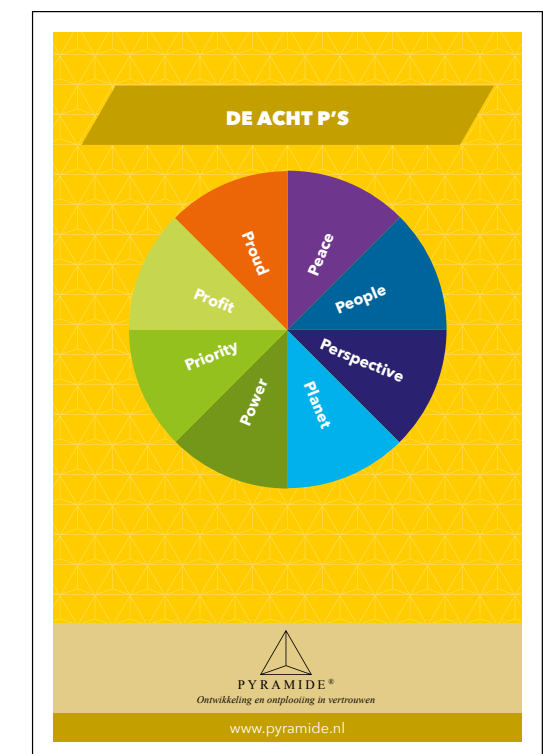 DE ACHT P'S
Proud
Peace
Profit
People
Priority
Perspective
Power
Planet
PYRAMIDE®
Ontwikkeling en ontplooiing in vertrouwen
www.pyramide.nl